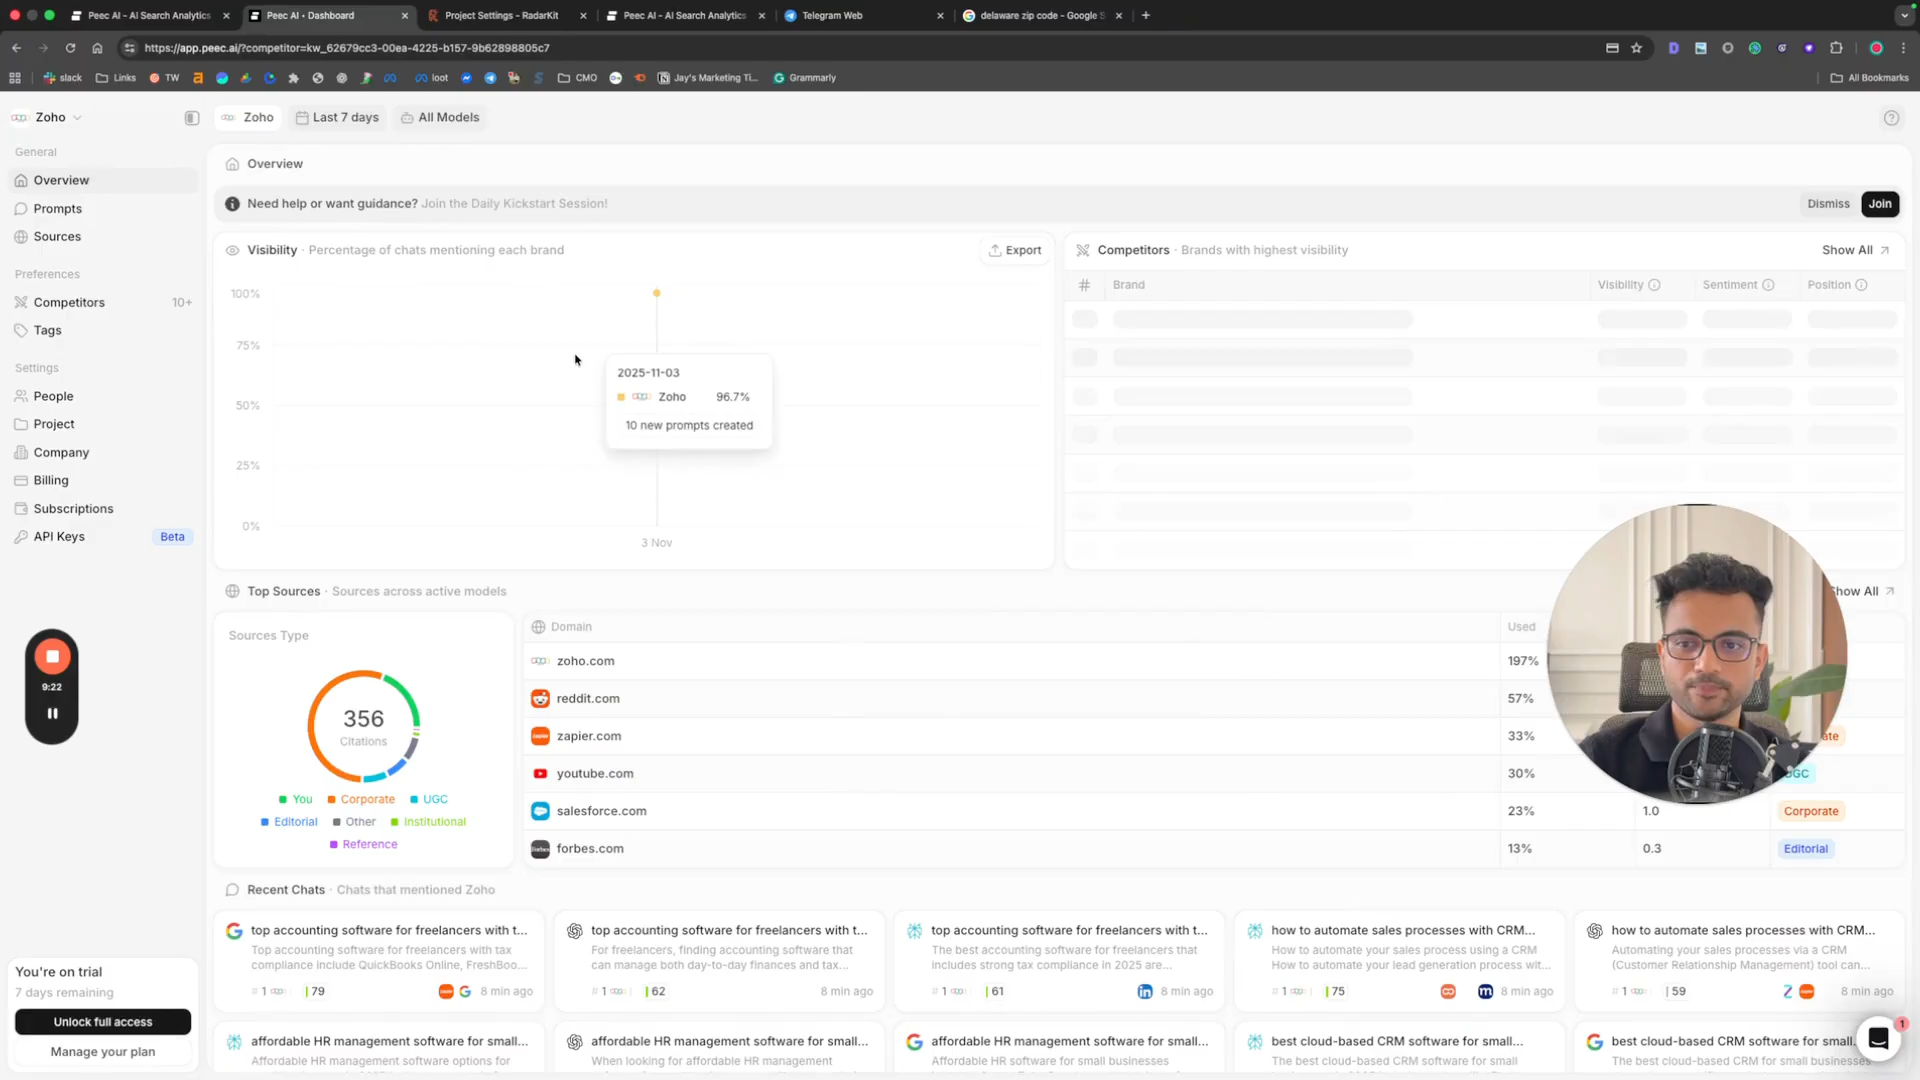 Peec AI - AI Search Analytics
Peec AI • Dashboard
Project Settings - RadarKit
Peec AI - AI Search Analytics
Telegram Web
delaware zip code - Google S
https://app.peec.ai/?competitor=kw_62679cc3-00ea-4225-b157-9b62898805c7
slack
Links
TW
loot
CMO
Jay's Marketing Ti...
Grammarly
All Bookmarks
Zoho
Zoho
Last 7 days
All Models
General
Overview
Prompts
Sources
Preferences
Competitors 10+
Tags
Settings
People
Project
Company
Billing
Subscriptions
API Keys Beta
9:22
You're on trial
7 days remaining
Unlock full access
Manage your plan
Overview
Need help or want guidance? Join the Daily Kickstart Session!
Dismiss
Join
Visibility · Percentage of chats mentioning each brand
Export
100%
75%
50%
25%
0%
3 Nov
2025-11-03
Zoho 96.7%
10 new prompts created
Competitors · Brands with highest visibility
Show All
# Brand Visibility Sentiment Position
Top Sources · Sources across active models
Show All
Sources Type
356
Citations
You Corporate UGC
Editorial Other Institutional
Reference
Domain Used
zoho.com 197%
reddit.com 57%
zapier.com 33%
youtube.com 30% UGC
salesforce.com 23% 1.0 Corporate
forbes.com 13% 0.3 Editorial
Recent Chats · Chats that mentioned Zoho
top accounting software for freelancers with t...
Top accounting software for freelancers with tax
compliance include QuickBooks Online, FreshBoo...
# 1 79 8 min ago
top accounting software for freelancers with t...
For freelancers, finding accounting software that
can manage both day-to-day finances and tax...
# 1 62 8 min ago
top accounting software for freelancers with t...
The best accounting software for freelancers that
includes strong tax compliance in 2025 are...
# 1 61 8 min ago
how to automate sales processes with CRM...
How to automate your sales process using a CRM
How to automate your lead generation process wit...
# 1 75 8 min ago
how to automate sales processes with CRM...
Automating your sales processes via a CRM
(Customer Relationship Management) tool can...
# 1 59 8 min ago
affordable HR management software for small...
Affordable HR management software options for
affordable HR management software for small...
When looking for affordable HR management
affordable HR management software for small...
Affordable HR management software for small businesses
best cloud-based CRM software for small...
The best cloud-based CRM software for small
best cloud-based CRM software for small...
The best cloud-based CRM for small businesses
1